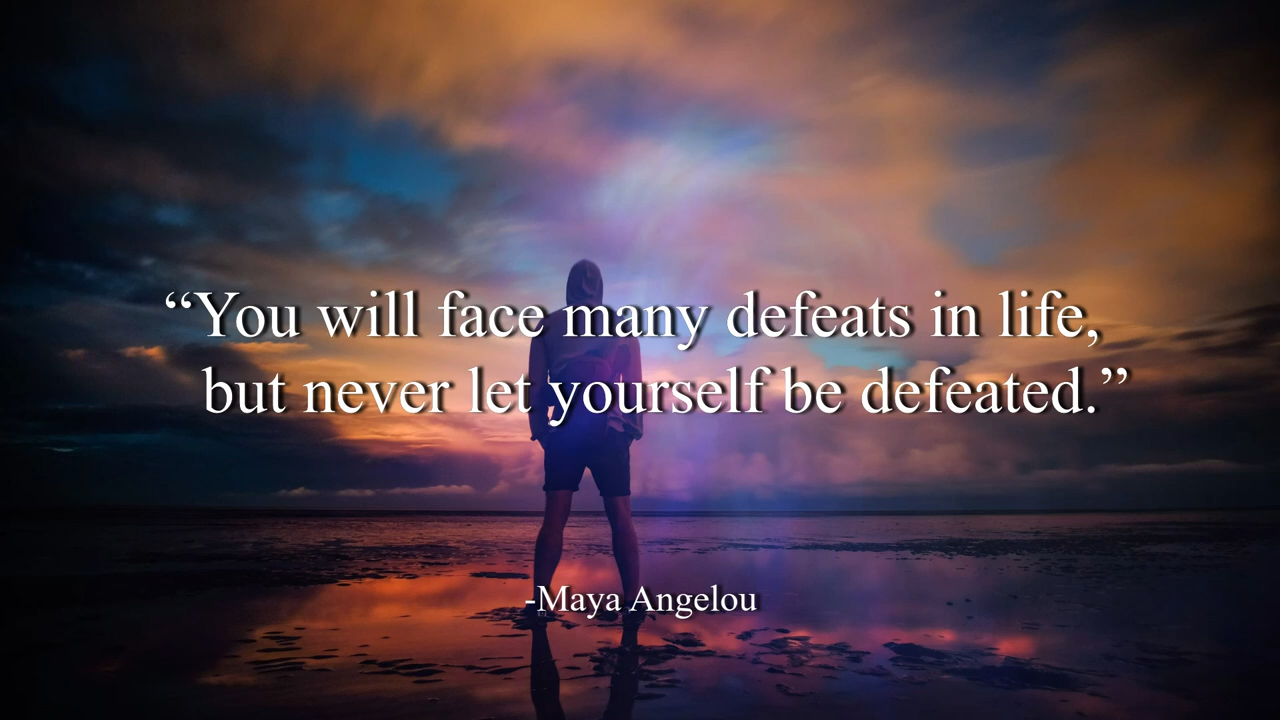 “You will face many defeats in life,
but never let yourself be defeated.”
-Maya Angelou